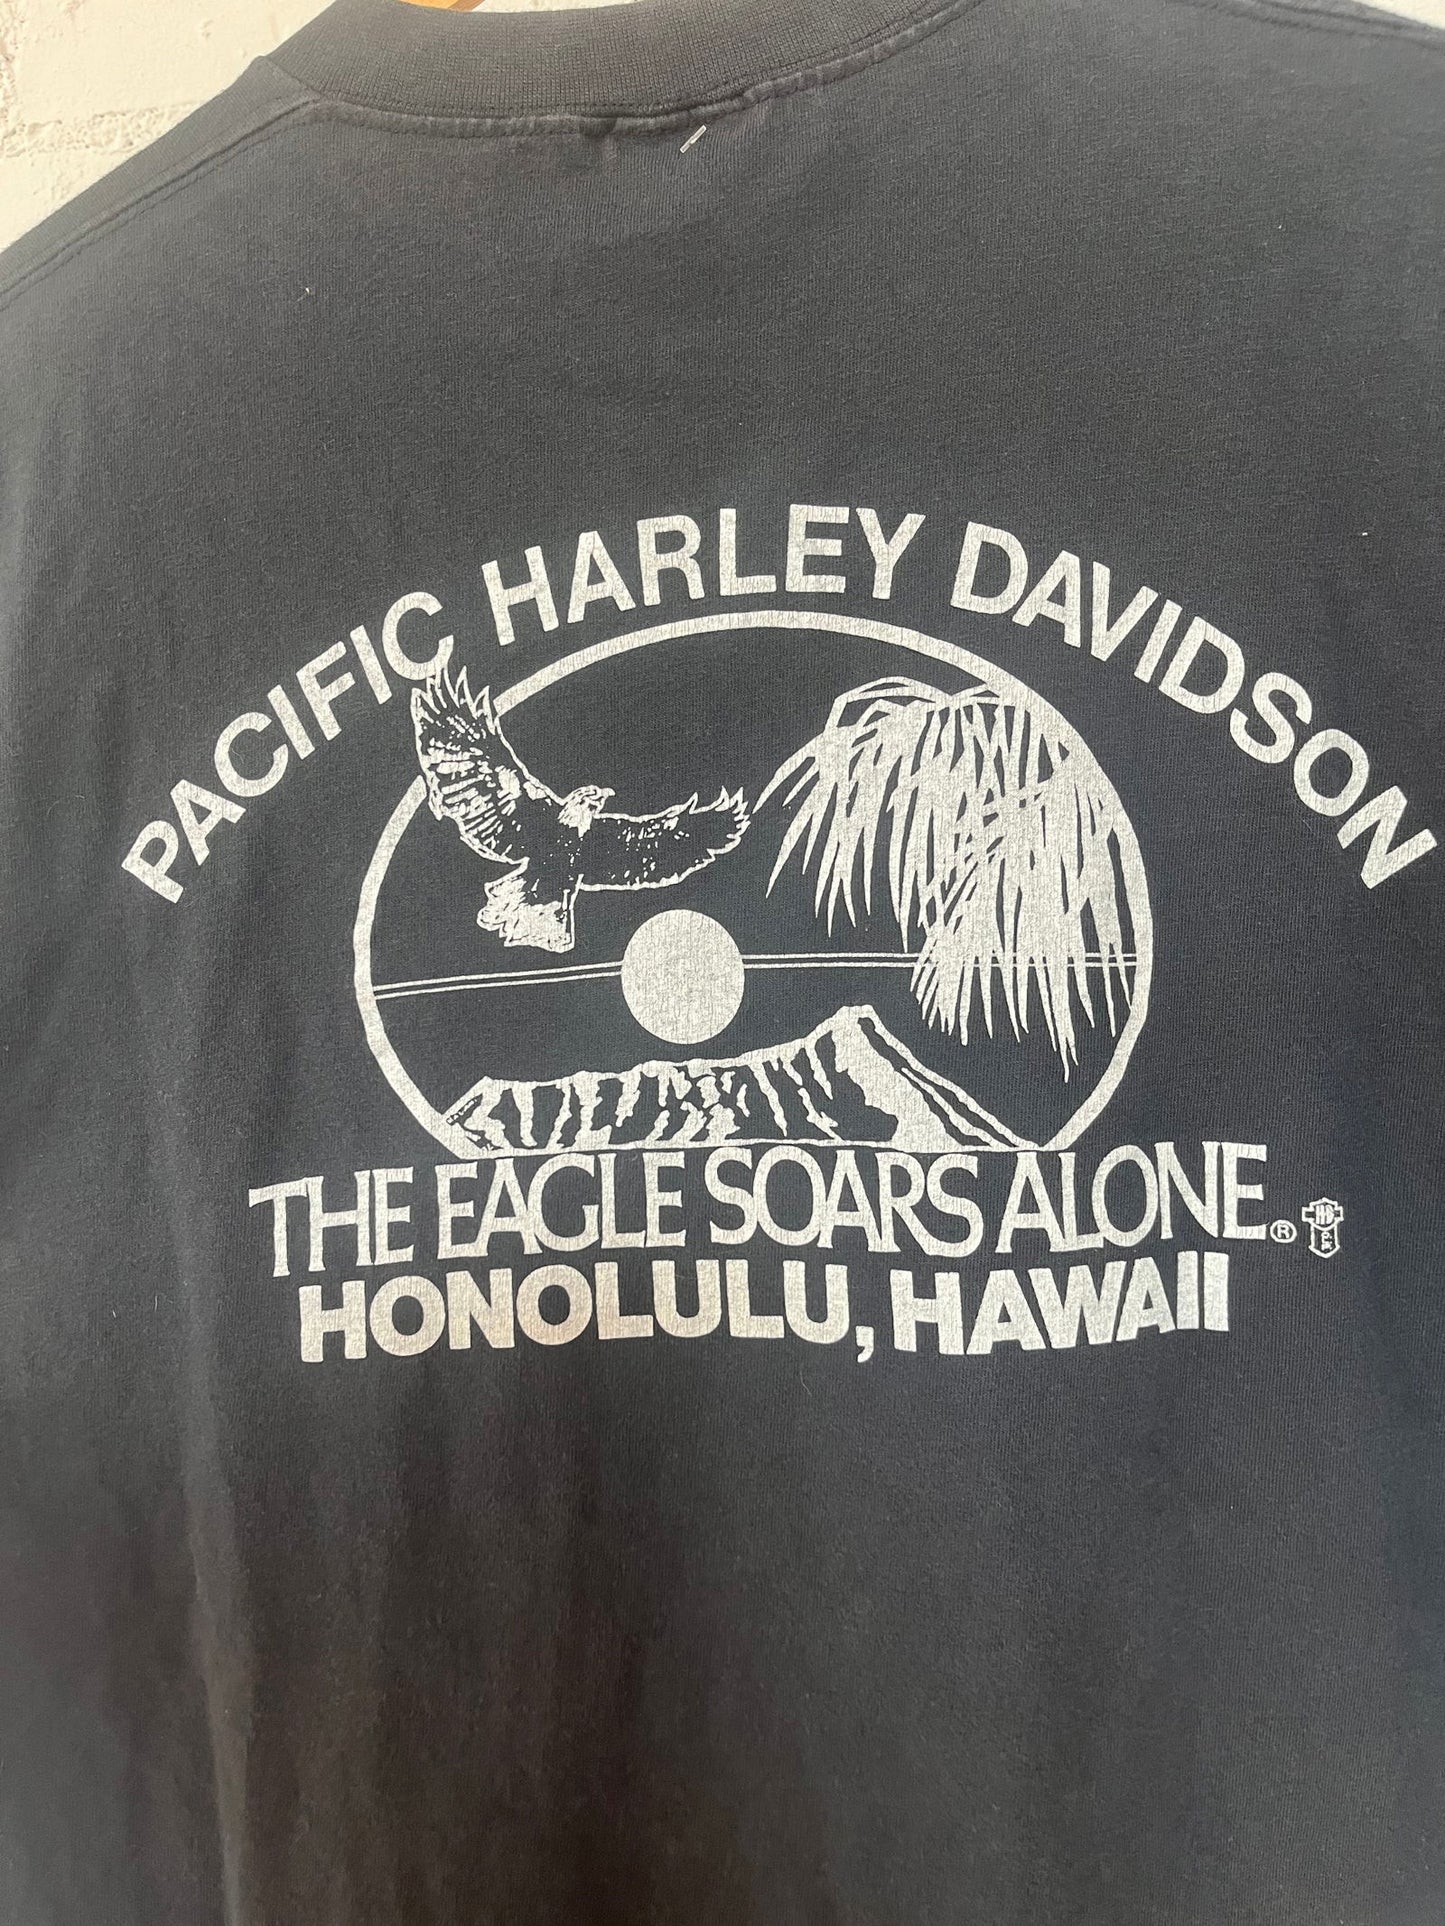 PACIFIC HARLEY DAVIDSON
THE EAGLE SOARS ALONE ®
HONOLULU, HAWAII